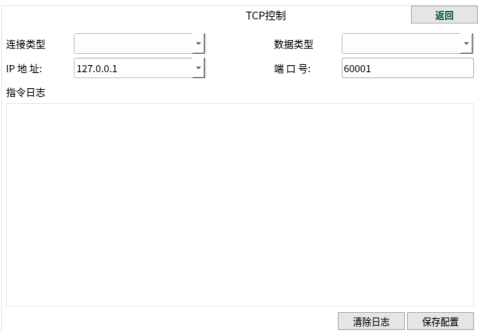 TCP控制 返回
连接类型 数据类型
IP 地 址: 127.0.0.1 端 口 号: 60001
指令日志
清除日志 保存配置